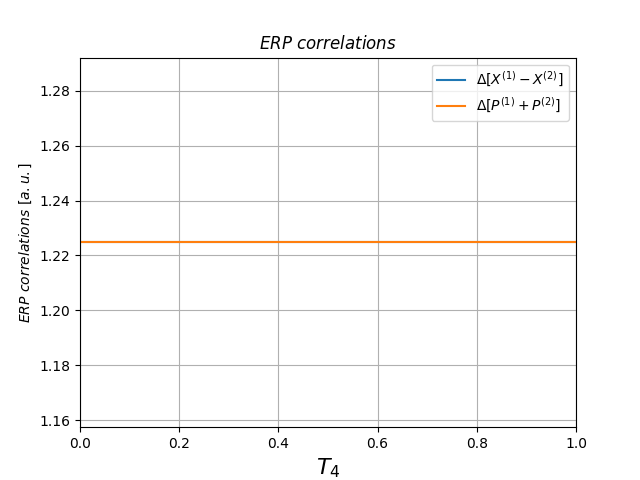 ERP correlations
Δ[X⁽¹⁾ − X⁽²⁾]
Δ[P⁽¹⁾ + P⁽²⁾]
ERP correlations [a.u.]
1.28
1.26
1.24
1.22
1.20
1.18
1.16
0.0 0.2 0.4 0.6 0.8 1.0
T₄